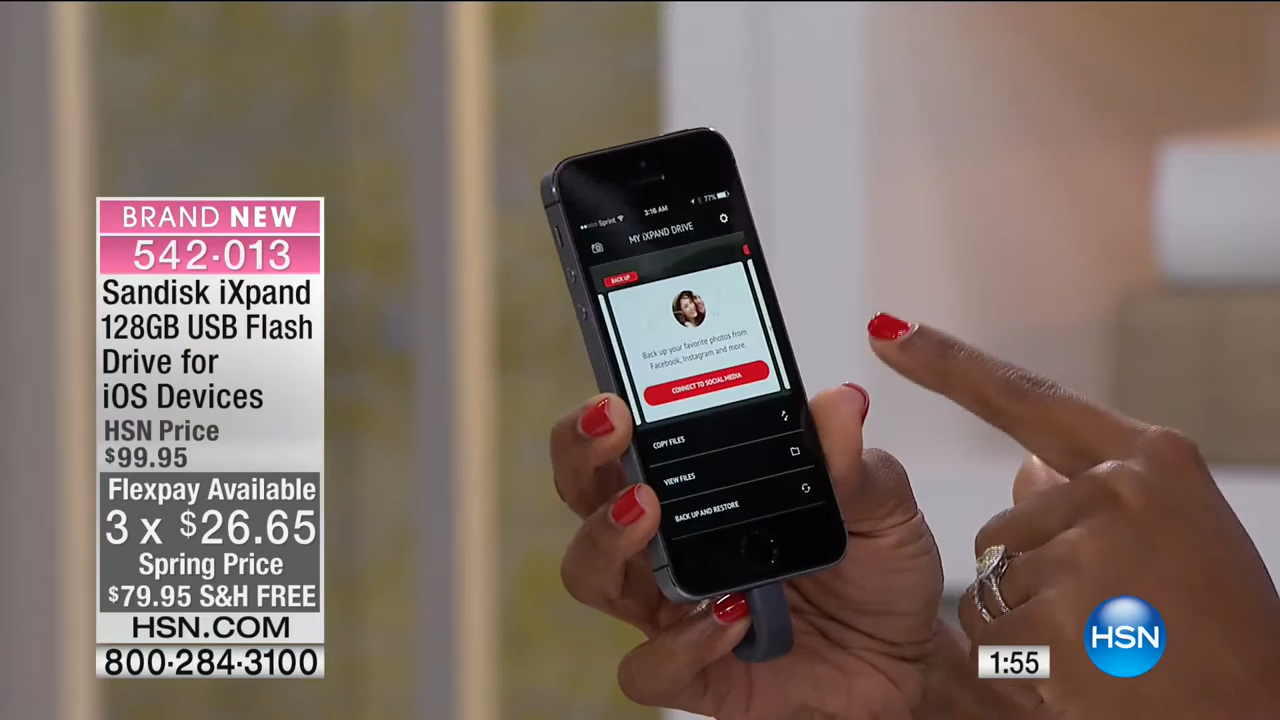 BRAND NEW
542·013
Sandisk iXpand
128GB USB Flash
Drive for
iOS Devices
HSN Price
$99.95
Flexpay Available
3 x $26.65
Spring Price
$79.95 S&H FREE
HSN.COM
800·284·3100
Sprint 3:16 AM 77%
MY iXPAND DRIVE
BACK UP
Back up your favorite photos from
Facebook, Instagram and more.
CONNECT TO SOCIAL MEDIA
COPY FILES
VIEW FILES
BACK UP AND RESTORE
HSN
1:55